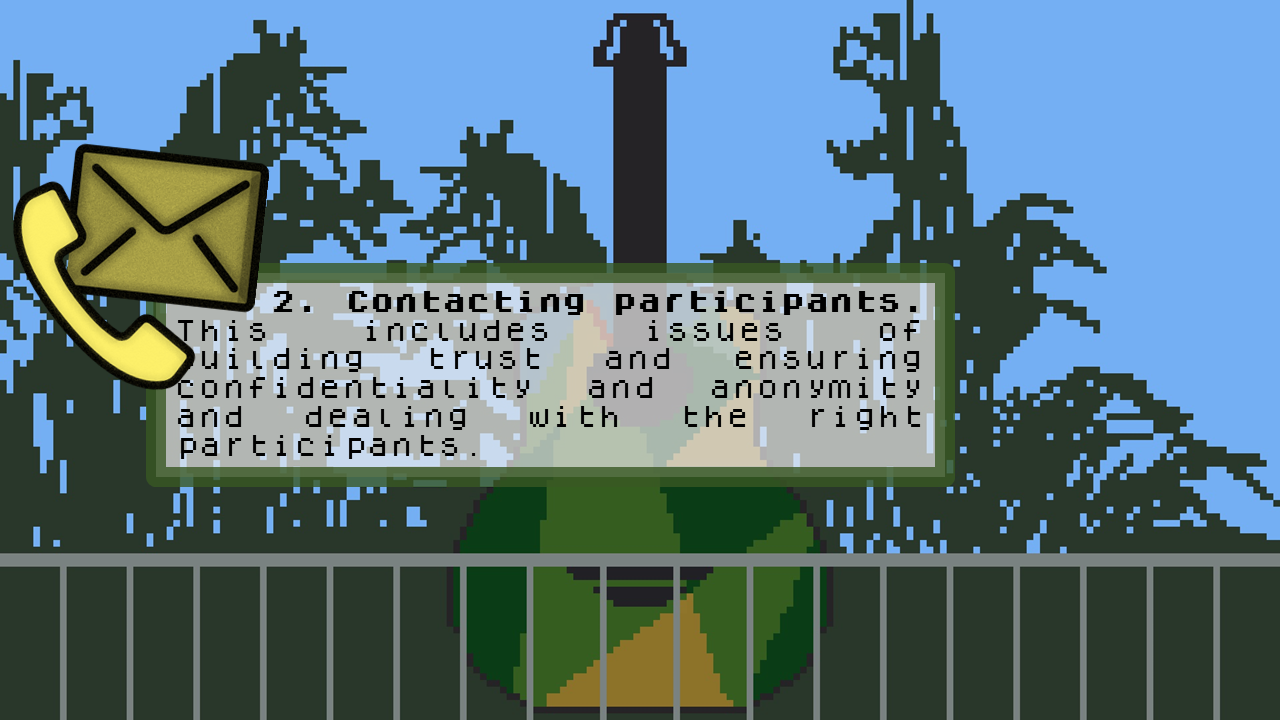 2. Contacting participants.
This includes issues of
building trust and ensuring
confidentiality and anonymity
and dealing with the right
participants.